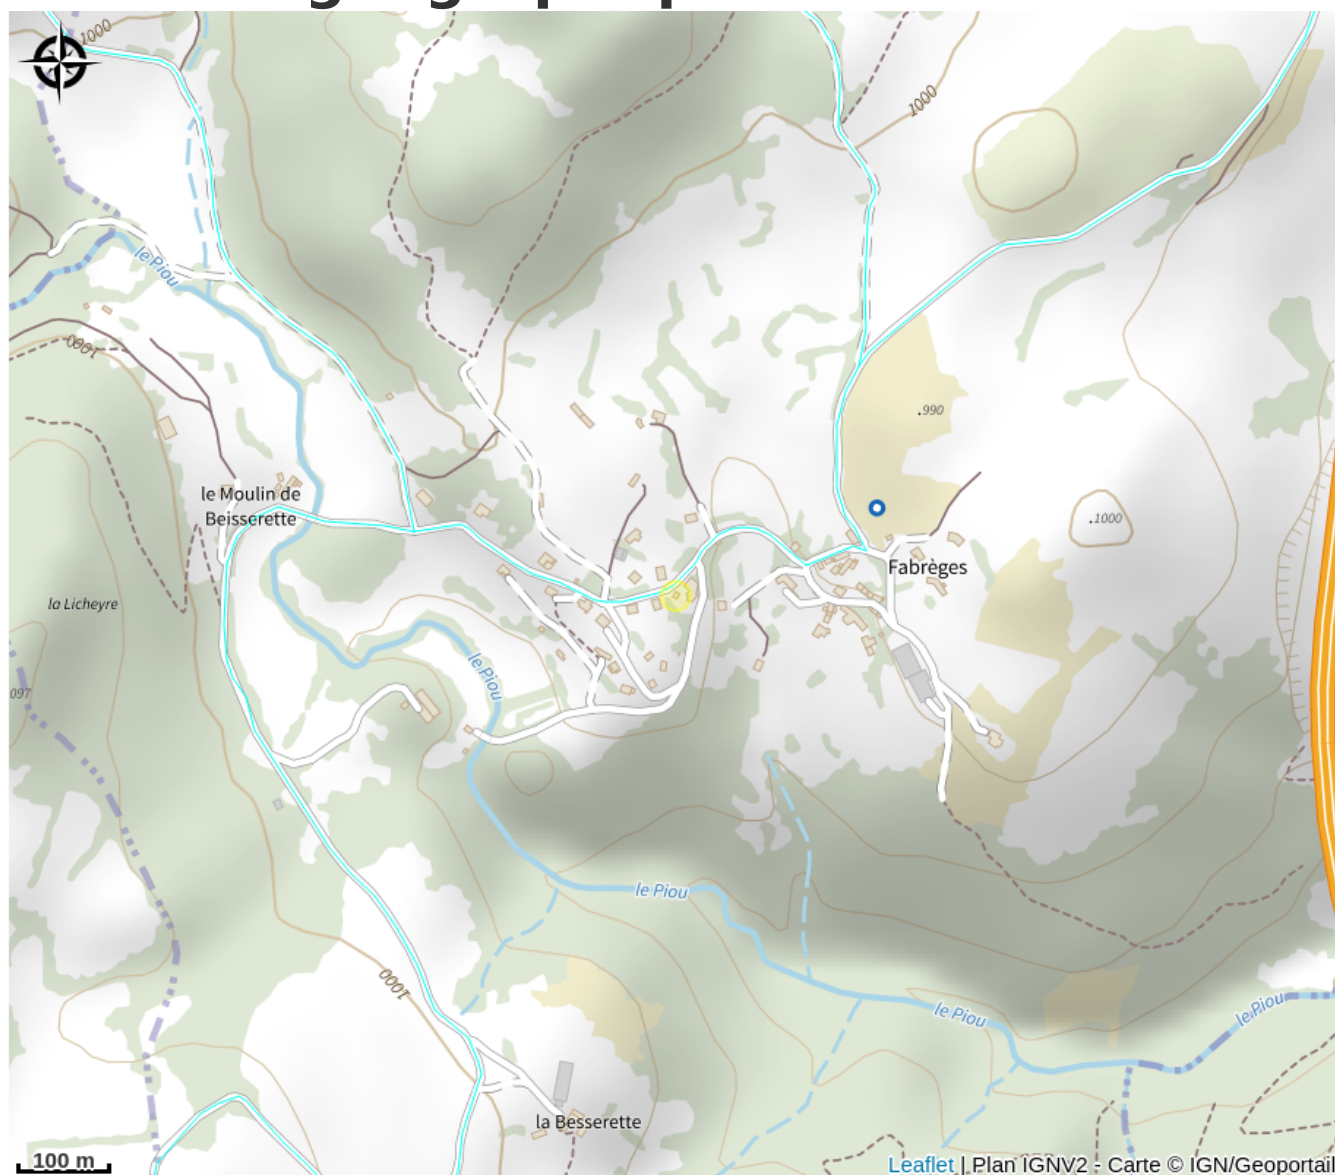 1000
1000
le Piou
1000
.990
le Moulin de
Beisserette
.1000
Fabrèges
la Licheyre
le Piou
097
le Piou
1000
le Piou
le Piou
la Besserette
100 m
Leaflet | Plan IGNV2 - Carte © IGN/Geoportail